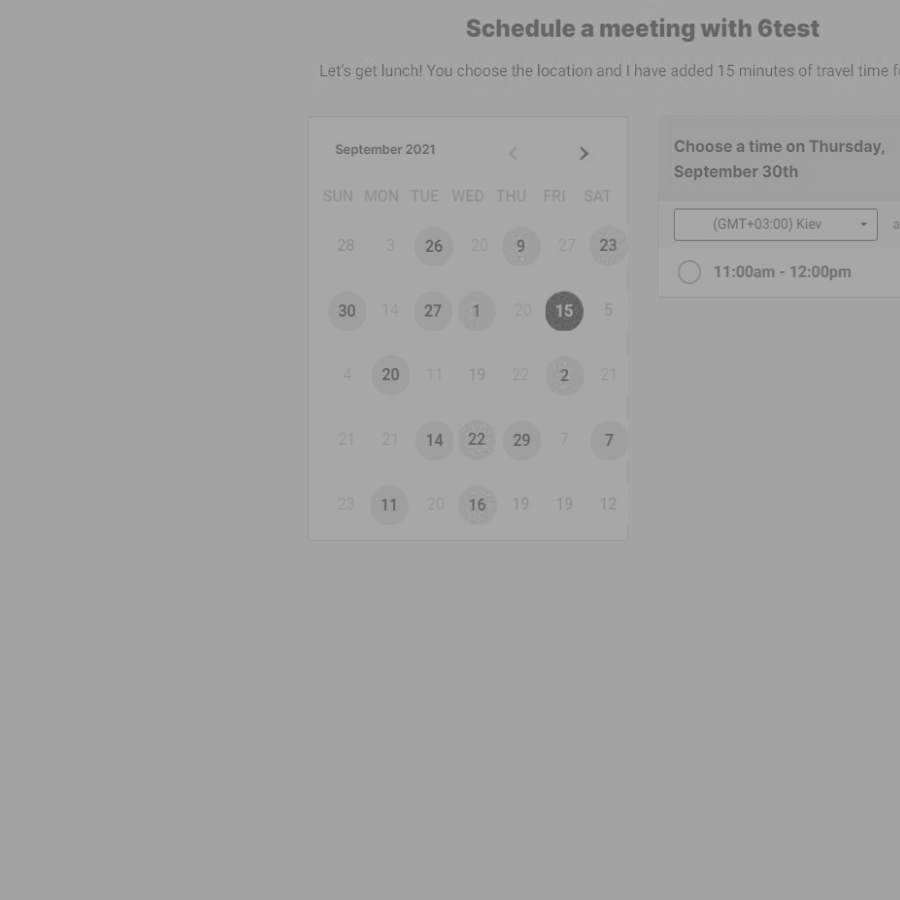 Schedule a meeting with 6test
Let's get lunch! You choose the location and I have added 15 minutes of travel time
September 2021
SUN MON TUE WED THU FRI SAT
28 3 26 20 9 27 23
30 14 27 1 20 15 5
4 20 11 19 22 2 21
21 21 14 22 29 7 7
23 11 20 16 19 19 12
Choose a time on Thursday,
September 30th
(GMT+03:00) Kiev
11:00am - 12:00pm